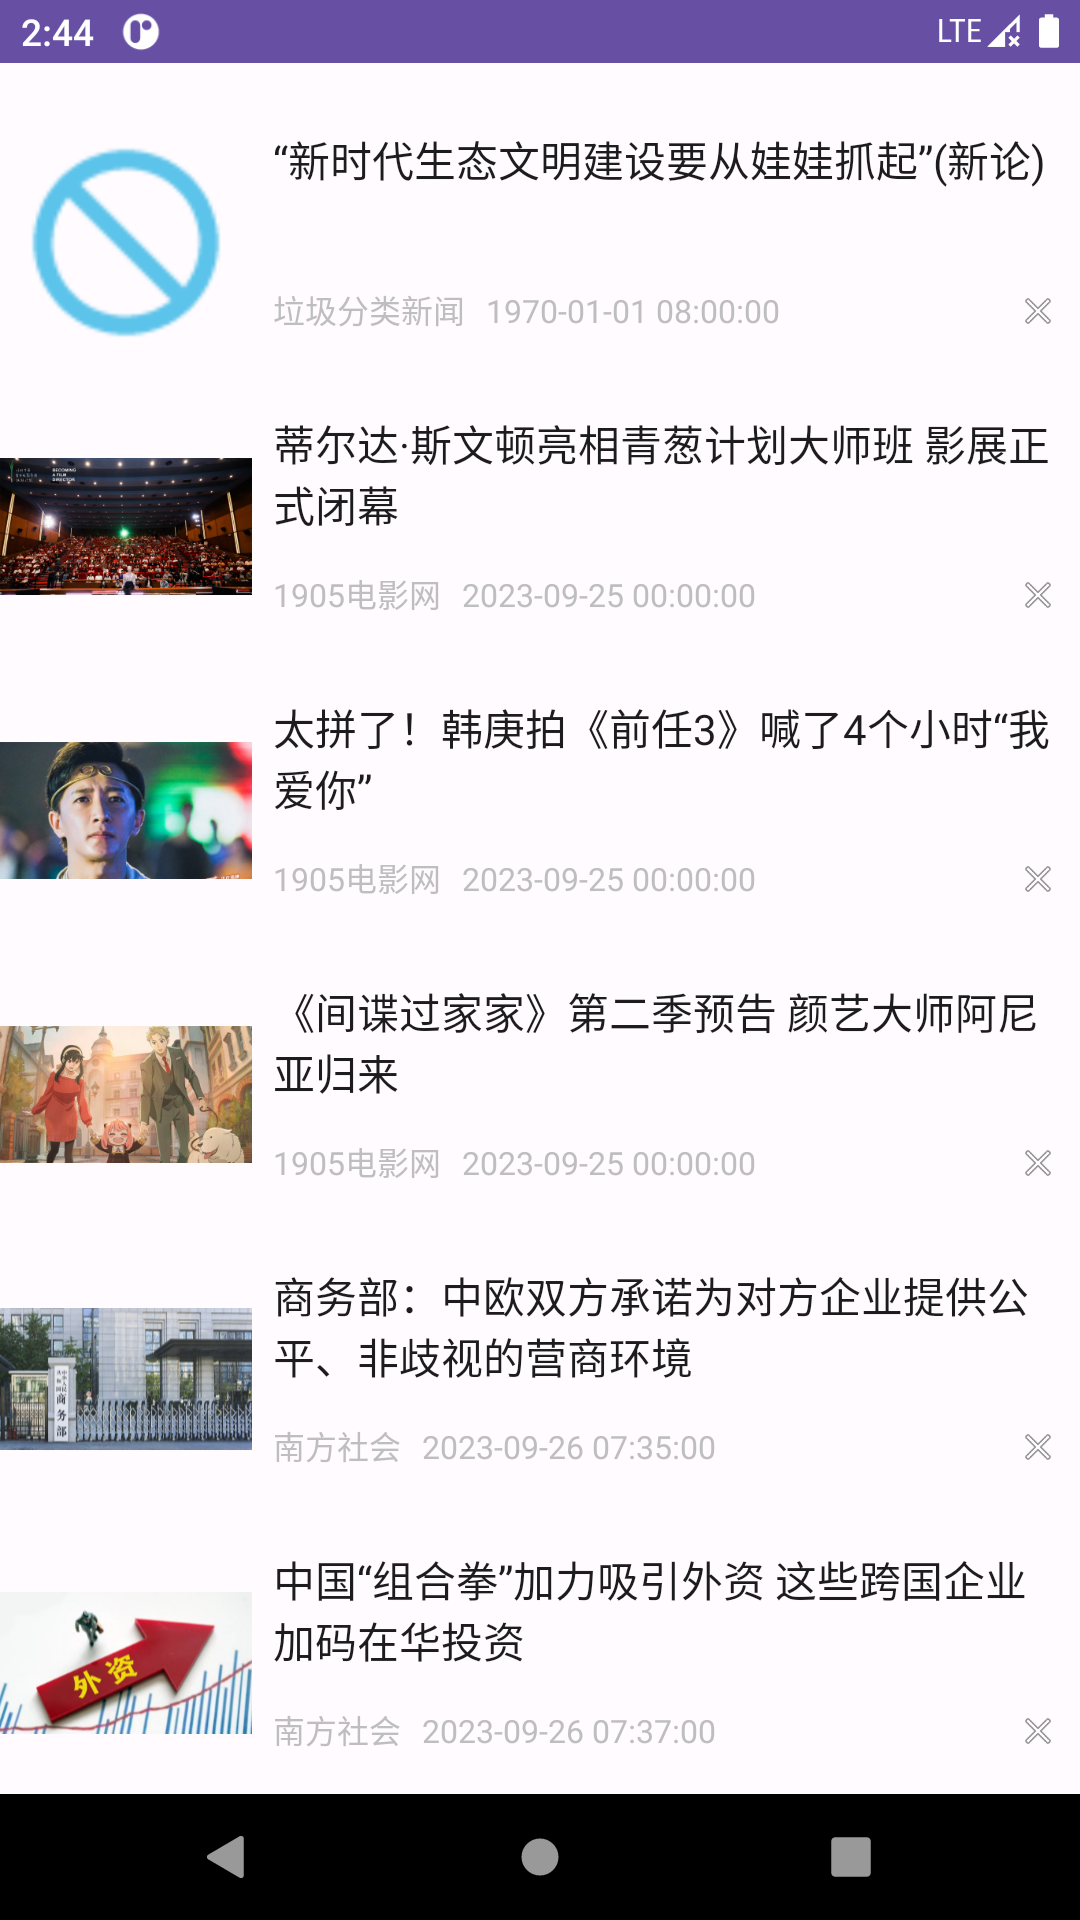 2:44
LTE
“新时代生态文明建设要从娃娃抓起”(新论)
垃圾分类新闻 1970-01-01 08:00:00
蒂尔达·斯文顿亮相青葱计划大师班 影展正
式闭幕
1905电影网 2023-09-25 00:00:00
BECOMING
A FILM
DIRECTOR
太拼了！韩庚拍《前任3》喊了4个小时“我
爱你”
1905电影网 2023-09-25 00:00:00
《间谍过家家》第二季预告 颜艺大师阿尼
亚归来
1905电影网 2023-09-25 00:00:00
商务部：中欧双方承诺为对方企业提供公
平、非歧视的营商环境
商务部
南方社会 2023-09-26 07:35:00
中国“组合拳”加力吸引外资 这些跨国企业
加码在华投资
外资
南方社会 2023-09-26 07:37:00